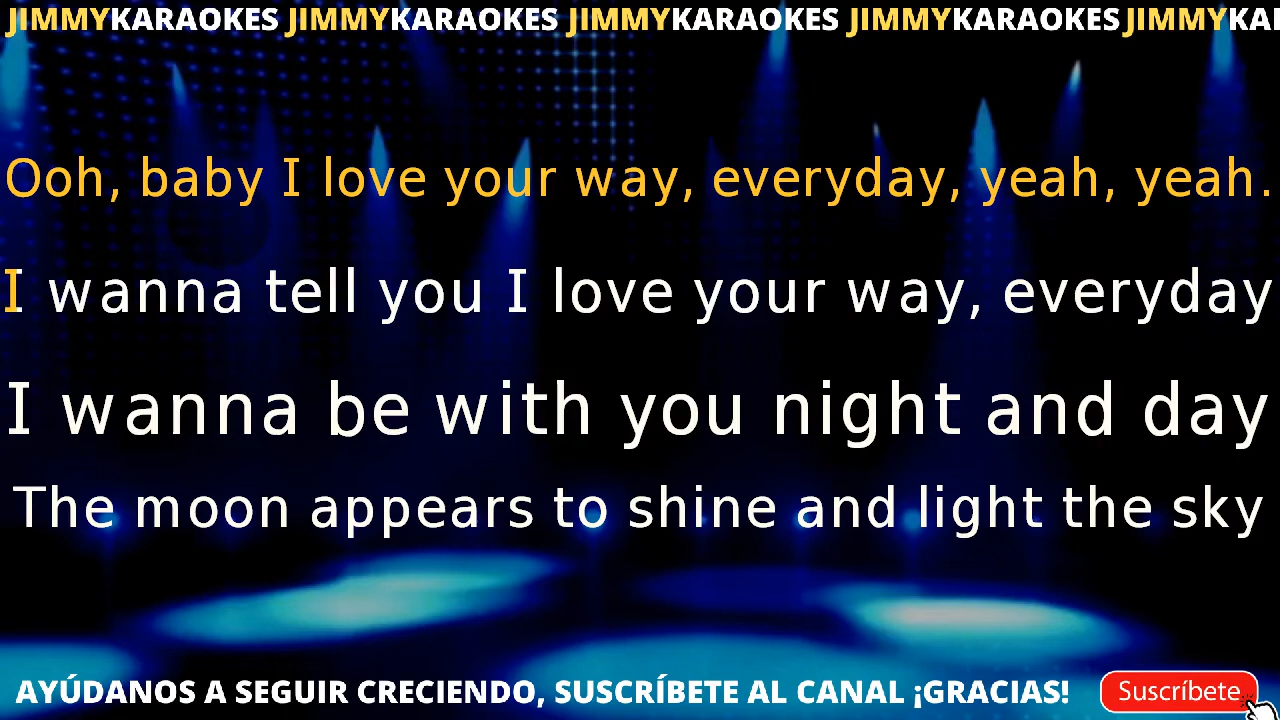 JIMMYKARAOKES JIMMYKARAOKES JIMMYKARAOKES JIMMYKARAOKES JIMMYKAI
Ooh, baby I love your way, everyday, yeah, yeah.
I wanna tell you I love your way, everyday
I wanna be with you night and day
The moon appears to shine and light the sky
AYÚDANOS A SEGUIR CRECIENDO, SUSCRÍBETE AL CANAL ¡GRACIAS! Suscríbete